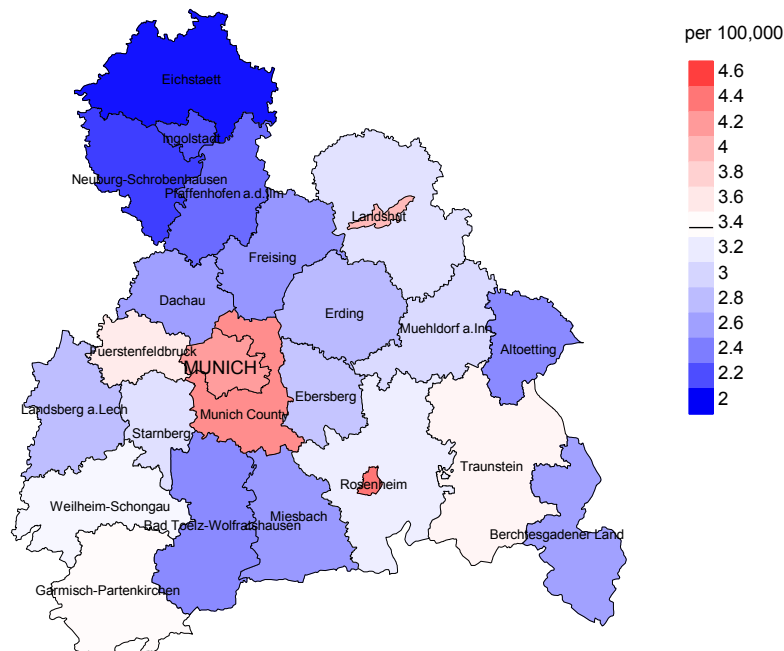 per 100,000
4.6
4.4
4.2
4
3.8
3.6
3.4
3.2
3
2.8
2.6
2.4
2.2
2
Eichstaett
Ingolstadt
Neuburg-Schrobenhausen
Pfaffenhofen a.d.Ilm
Landshut
Freising
Dachau
Erding
Muehldorf a.Inn
Altoetting
Fuerstenfeldbruck
MUNICH
Ebersberg
Landsberg a.Lech
Munich County
Starnberg
Traunstein
Rosenheim
Weilheim-Schongau
Miesbach
Bad Toelz-Wolfratshausen
Berchtesgadener Land
Garmisch-Partenkirchen